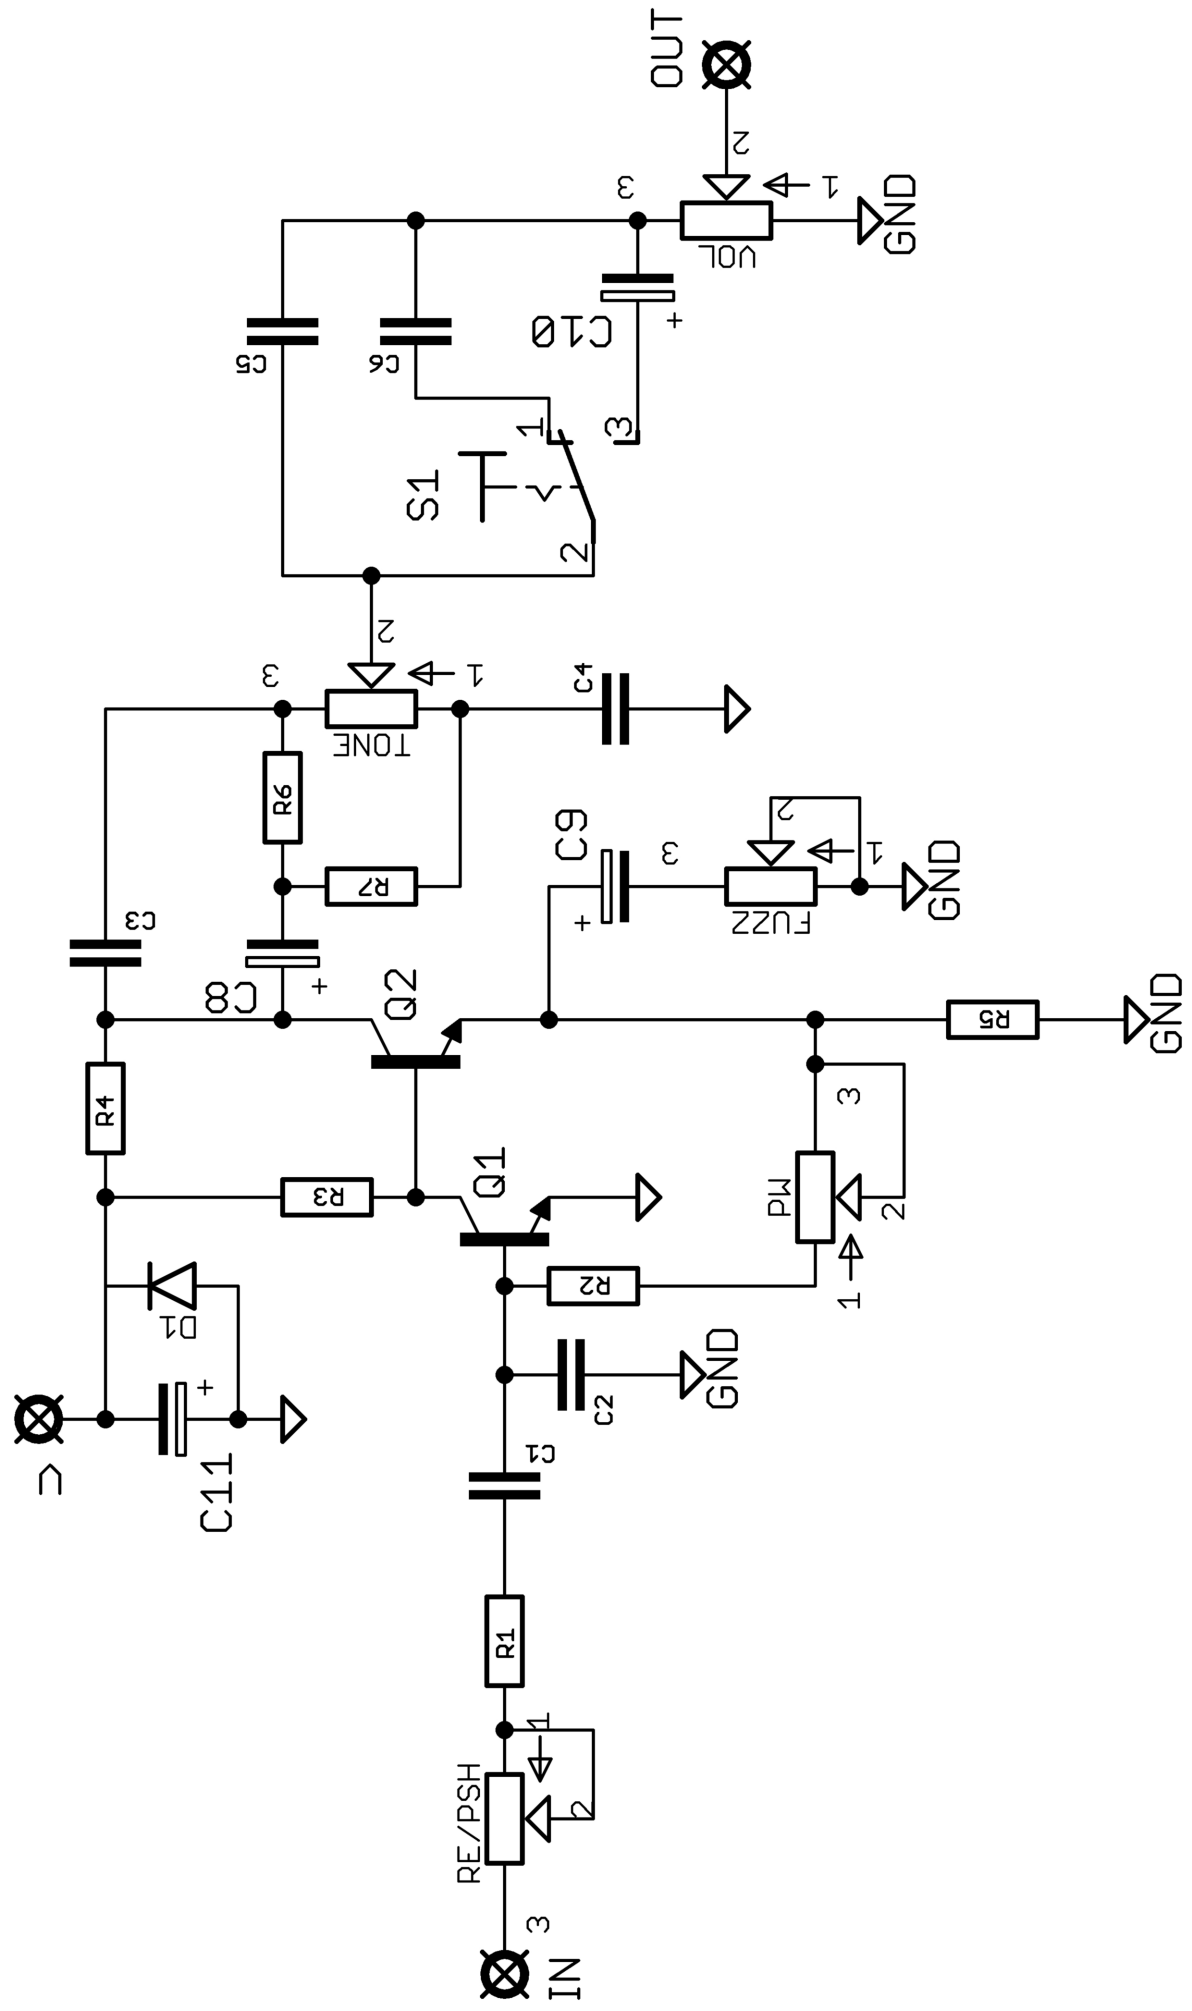 OUT
2
3
1
VOL
GND
C5
C6
C10
+
S1
1
3
2
2
3
1
TONE
C4
R6
R7
C9
+
3
2
1
FUZZ
GND
C3
C8
+
Q2
R4
R5
GND
R3
Q1
PW
3
2
1
R2
D1
C2
GND
V
C11
+
C1
R1
RE/PSH
1
2
3
IN